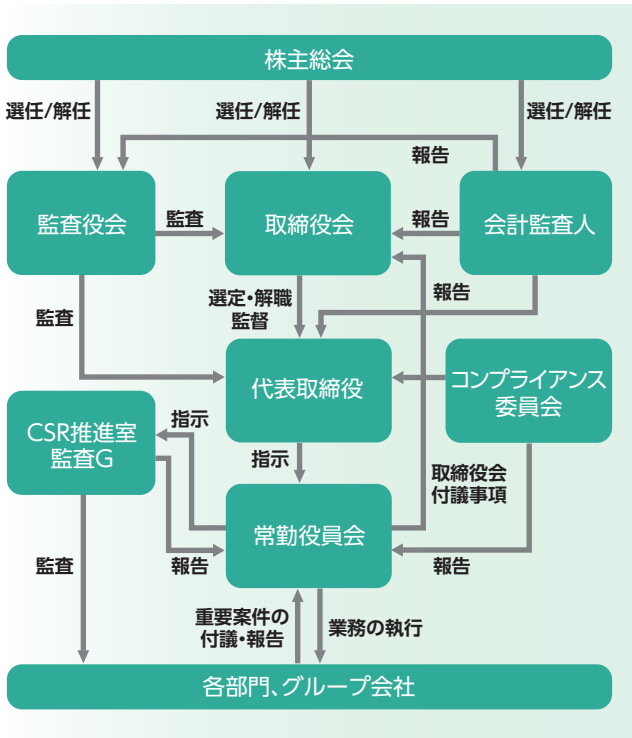 株主総会
選任/解任
選任/解任
選任/解任
報告
監査役会
監査
取締役会
報告
会計監査人
監査
選定・解職
監督
報告
代表取締役
コンプライアンス
委員会
CSR推進室
監査G
指示
指示
取締役会
付議事項
常勤役員会
監査
報告
報告
重要案件の
付議・報告
業務の執行
各部門、グループ会社